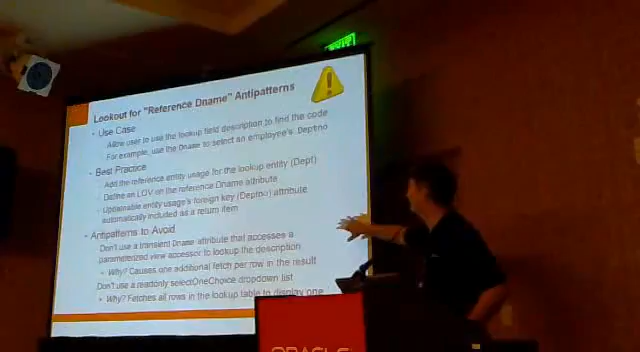 EXIT
Lookout for "Reference Dname" Antipatterns
• Use Case
Allow user to use the lookup field description to find the code
For example, use the Dname to select an employee's Deptno
• Best Practice
Add the reference entity usage for the lookup entity (Dept)
Define an LOV on the reference Dname attribute
Updateable entity usage's foreign key (Deptno) attribute
automatically included as a return item
• Antipatterns to Avoid
Don't use a transient Dname attribute that accesses a
parameterized view accessor to lookup the description
• Why? Causes one additional fetch per row in the result
Don't use a readonly selectOneChoice dropdown list
• Why? Fetches all rows in the lookup table to display one
ORACLE